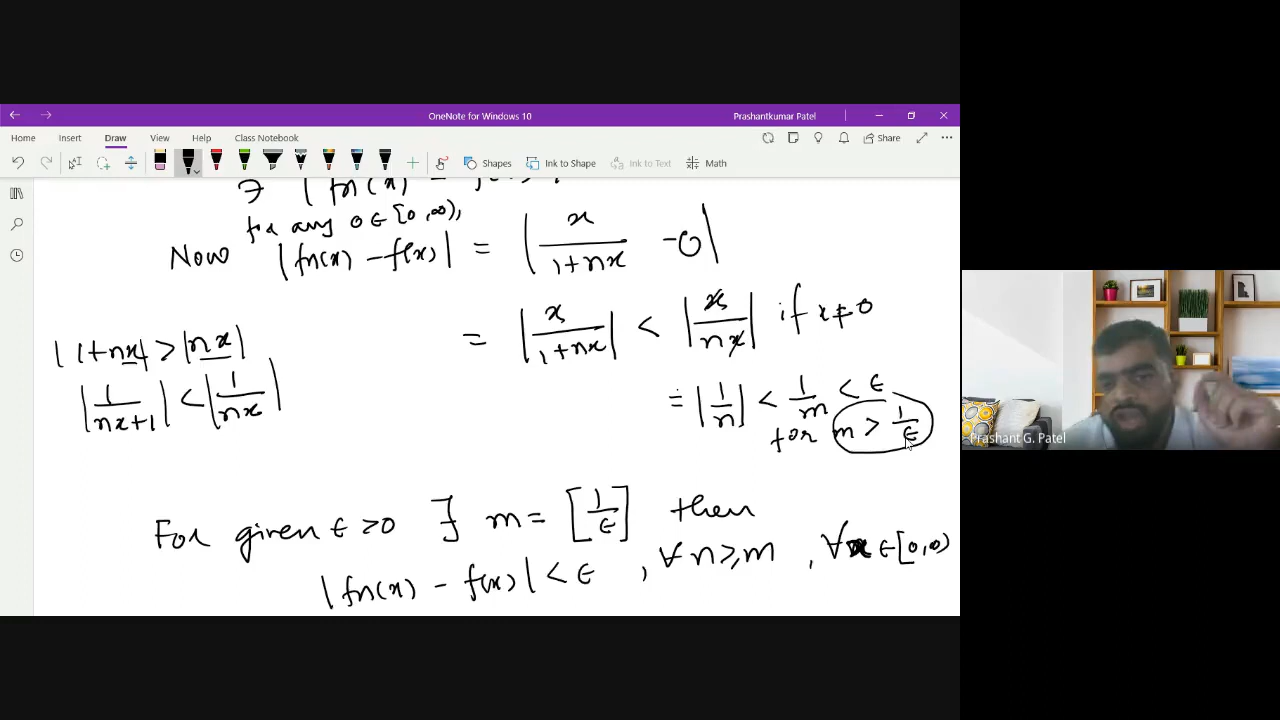 OneNote for Windows 10
Prashantkumar Patel
Home Insert Draw View Help Class Notebook
Share
Shapes Ink to Shape Ink to Text Math
∃ | fn(x) =
for any 0 ∈ [0, ∞),
Now |fn(x) - f(x)| = | x / 1+nx - 0 |
= | x / 1+nx | < | x / nx | if x ≠ 0
|1+nx| > |nx|
| 1 / nx+1 | < | 1 / nx |
= | 1 / n | < 1 / m < ε
for m > 1 / ε
For given ε > 0 ∃ m = [ 1 / ε ] then
| fn(x) - f(x) | < ε , ∀ n ≥ m , ∀ x ∈ [0, ∞)
Prashant G. Patel